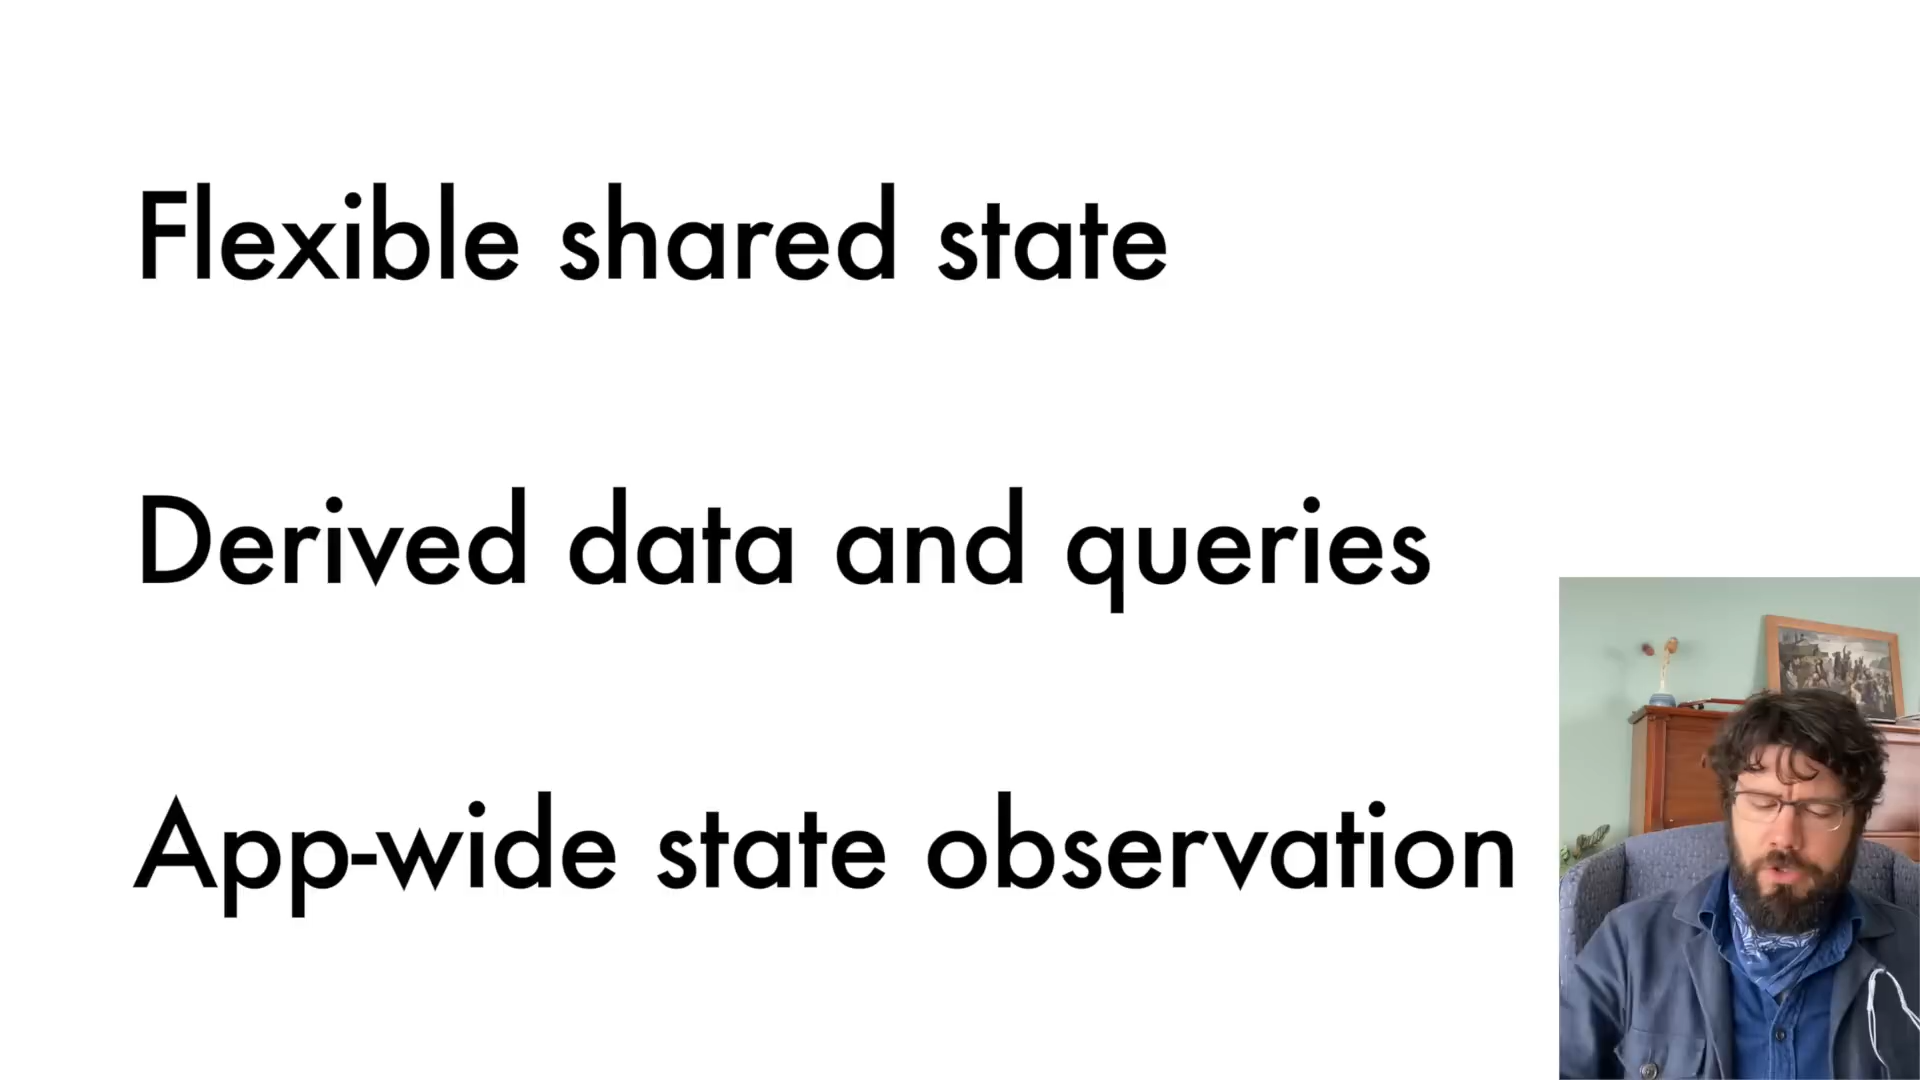 Flexible shared state
Derived data and queries
App-wide state observation